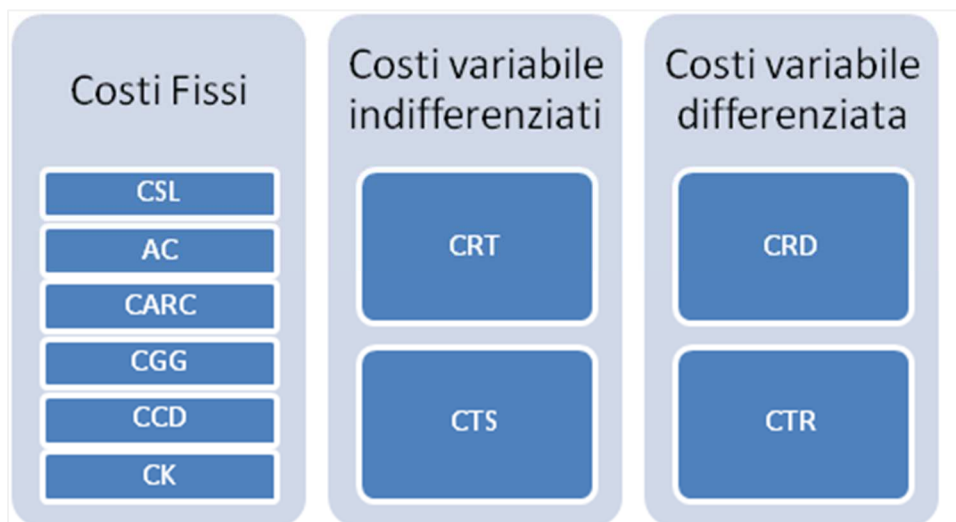 Costi Fissi
CSL
AC
CARC
CGG
CCD
CK
Costi variabile
indifferenziati
CRT
CTS
Costi variabile
differenziata
CRD
CTR